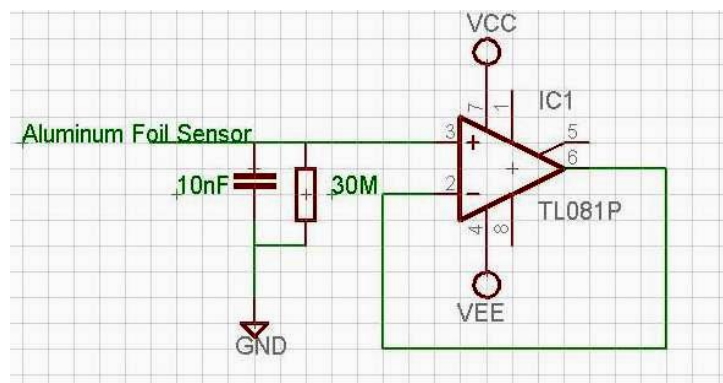 VCC
IC1
7
1
Aluminum Foil Sensor
3
+
5
6
10nF
30M
2
-
TL081P
4
8
VEE
GND